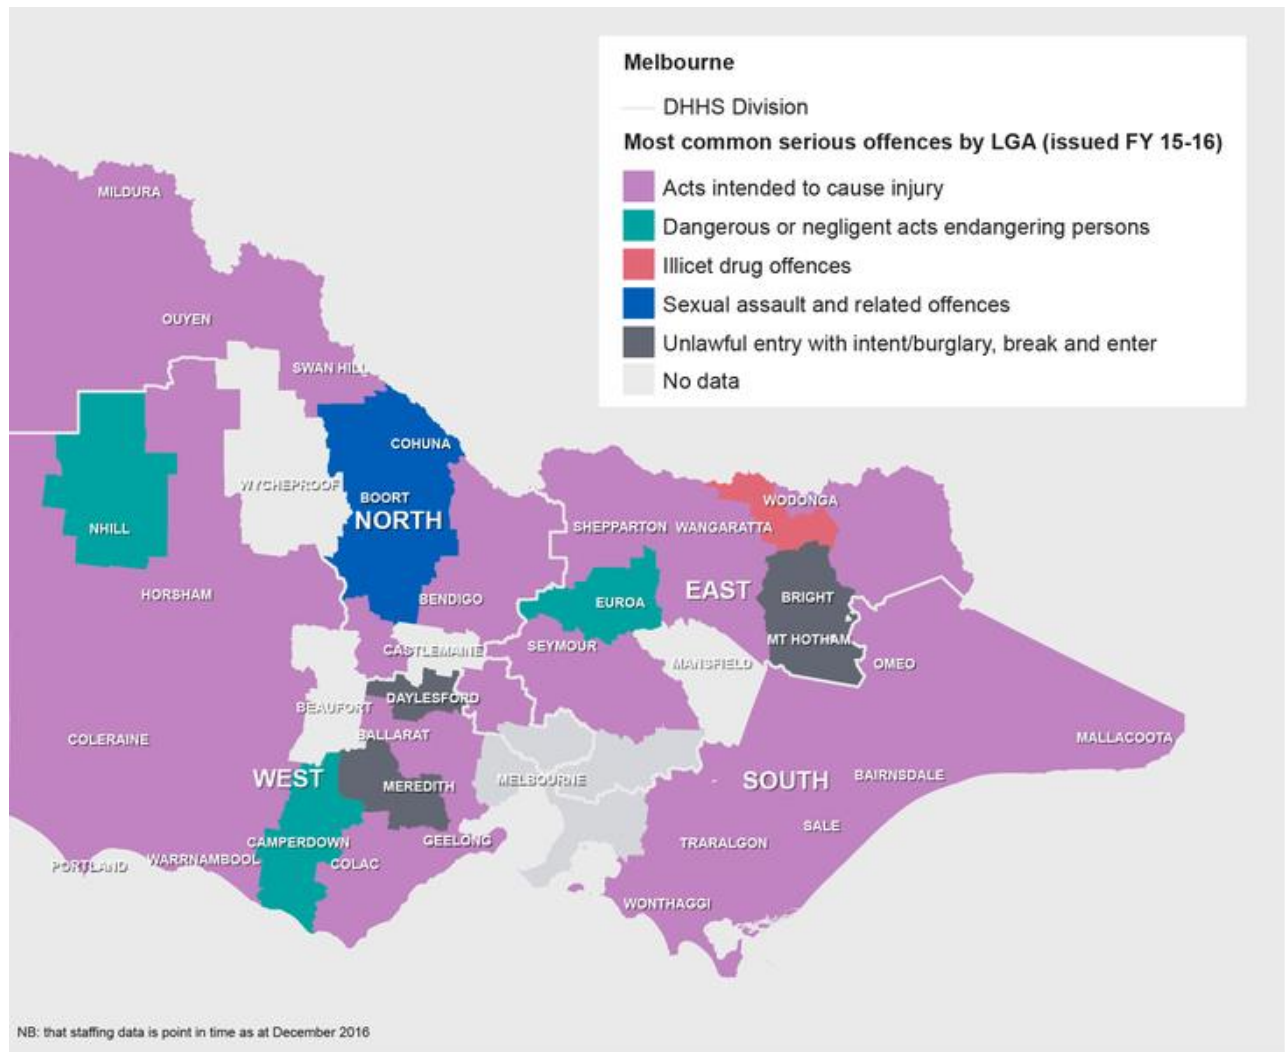 Melbourne
DHHS Division
Most common serious offences by LGA (issued FY 15-16)
Acts intended to cause injury
Dangerous or negligent acts endangering persons
Illicet drug offences
Sexual assault and related offences
Unlawful entry with intent/burglary, break and enter
No data
MILDURA
OUYEN
SWAN HILL
COHUNA
WYCHEPROOF
BOORT
NORTH
WODONGA
NHILL
SHEPPARTON
WANGARATTA
HORSHAM
BENDIGO
EUROA
EAST
BRIGHT
CASTLEMAINE
SEYMOUR
MT HOTHAM
MANSFIELD
OMEO
BEAUFORT
DAYLESFORD
COLERAINE
BALLARAT
MALLACOOTA
WEST
MEREDITH
MELBOURNE
SOUTH
BAIRNSDALE
SALE
CAMPERDOWN
GEELONG
TRARALGON
PORTLAND
WARRNAMBOOL
COLAC
WONTHAGGI
NB: that staffing data is point in time as at December 2016